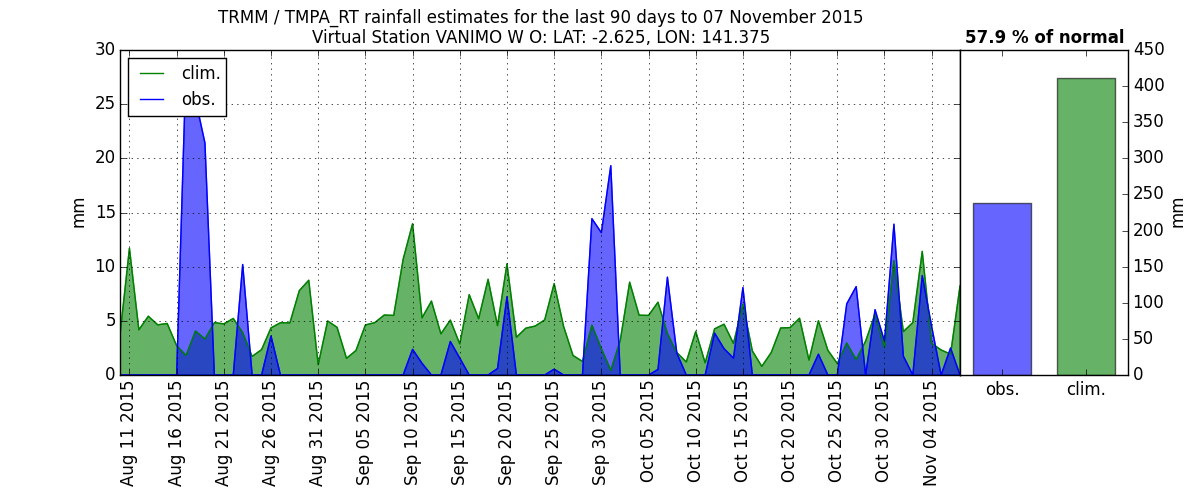 TRMM / TMPA_RT rainfall estimates for the last 90 days to 07 November 2015
Virtual Station VANIMO W O: LAT: -2.625, LON: 141.375
57.9 % of normal
clim.
obs.
30
25
20
15
10
5
0
mm
450
400
350
300
250
200
150
100
50
0
mm
Aug 11 2015
Aug 16 2015
Aug 21 2015
Aug 26 2015
Aug 31 2015
Sep 05 2015
Sep 10 2015
Sep 15 2015
Sep 20 2015
Sep 25 2015
Sep 30 2015
Oct 05 2015
Oct 10 2015
Oct 15 2015
Oct 20 2015
Oct 25 2015
Oct 30 2015
Nov 04 2015
obs.
clim.